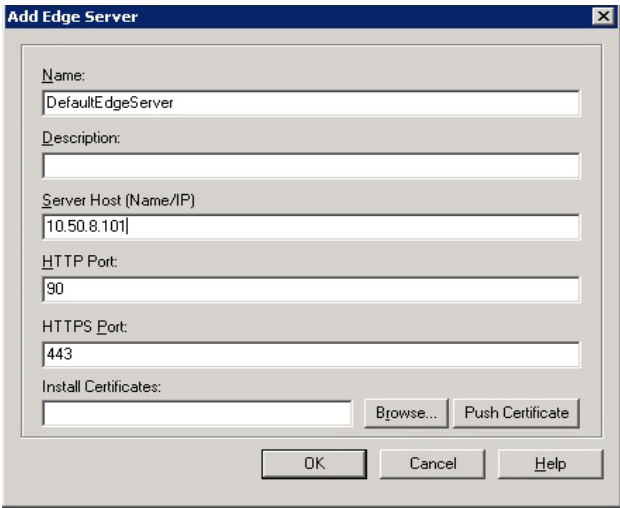 Add Edge Server
Name:
DefaultEdgeServer
Description:
Server Host (Name/IP)
10.50.8.101
HTTP Port:
90
HTTPS Port:
443
Install Certificates:
Browse... Push Certificate
OK Cancel Help